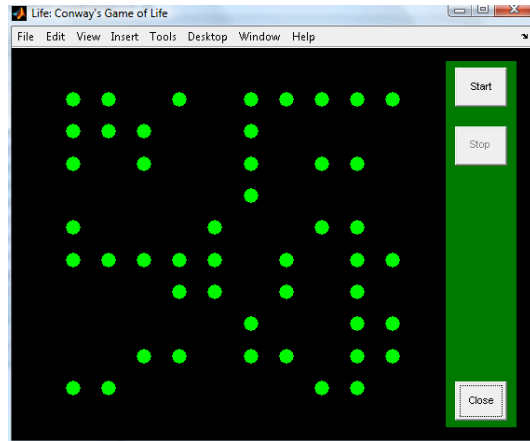 Life: Conway's Game of Life
File Edit View Insert Tools Desktop Window Help
Start
Stop
Close